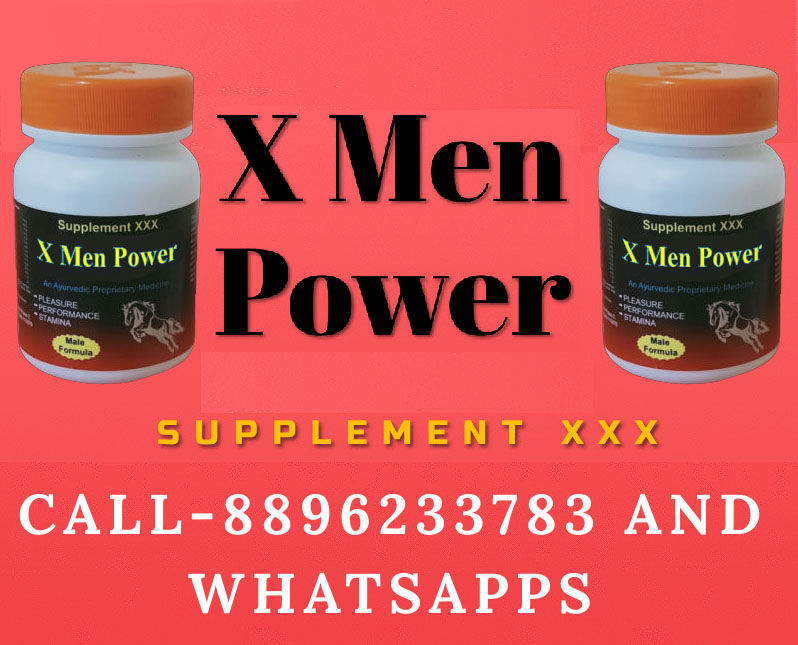 X Men
Power
Supplement XXX
X Men Power
An Ayurvedic Proprietary Medicine
PLEASURE
PERFORMANCE
STAMINA
Male
Formula
Supplement XXX
X Men Power
An Ayurvedic Proprietary Medicine
PLEASURE
PERFORMANCE
STAMINA
Male
Formula
SUPPLEMENT XXX
CALL-8896233783 AND
WHATSAPPS